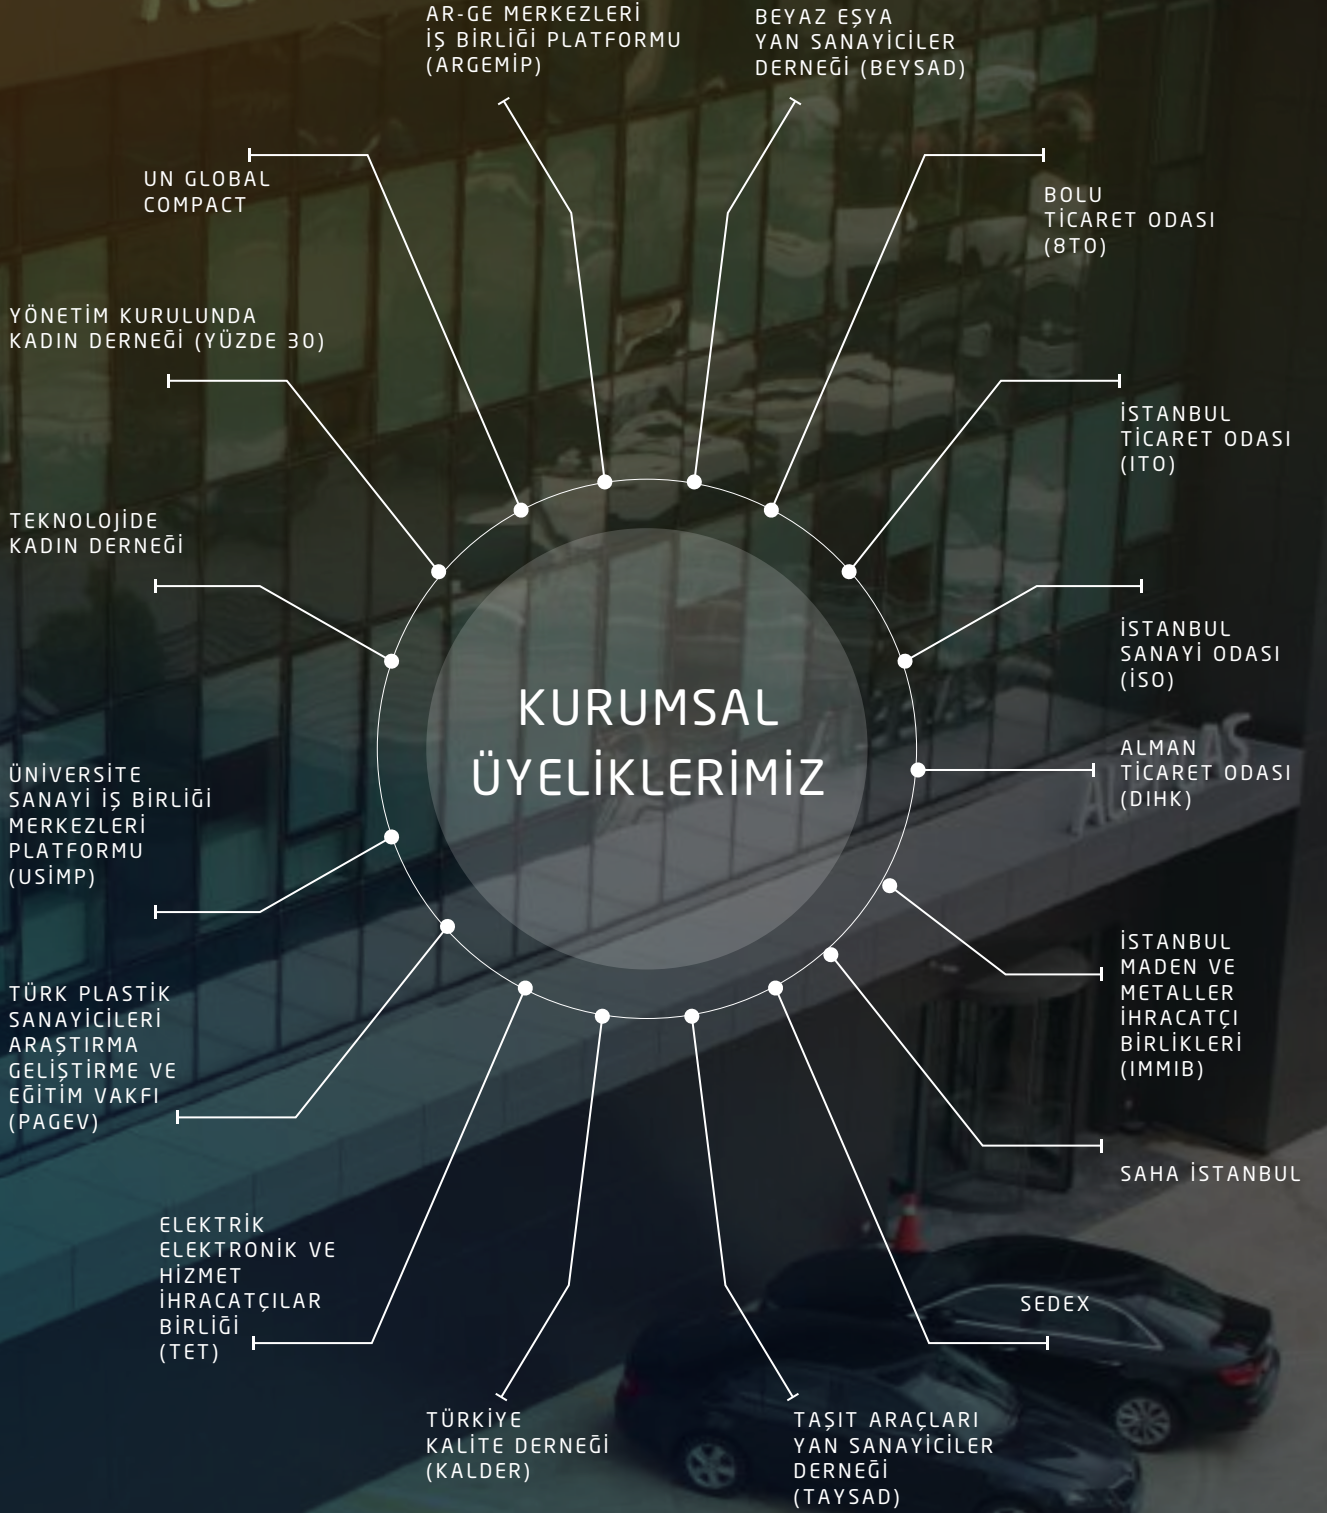 AR-GE MERKEZLERİ
İŞ BİRLİĞİ PLATFORMU
(ARGEMİP)
BEYAZ EŞYA
YAN SANAYİCİLER
DERNEĞİ (BEYSAD)
BOLU
TİCARET ODASI
(8TO)
İSTANBUL
TİCARET ODASI
(ITO)
İSTANBUL
SANAYİ ODASI
(İSO)
ALMAN
TİCARET ODASI
(DIHK)
İSTANBUL
MADEN VE
METALLER
İHRACATÇI
BİRLİKLERİ
(IMMIB)
SAHA İSTANBUL
SEDEX
TAŞIT ARAÇLARI
YAN SANAYİCİLER
DERNEĞİ
(TAYSAD)
TÜRKİYE
KALİTE DERNEĞİ
(KALDER)
ELEKTRİK
ELEKTRONİK VE
HİZMET
İHRACATÇILAR
BİRLİĞİ
(TET)
TÜRK PLASTİK
SANAYİCİLERİ
ARAŞTIRMA
GELİŞTİRME VE
EĞİTİM VAKFI
(PAGEV)
ÜNİVERSİTE
SANAYİ İŞ BİRLİĞİ
MERKEZLERİ
PLATFORMU
(USİMP)
TEKNOLOJİDE
KADIN DERNEĞİ
YÖNETİM KURULUNDA
KADIN DERNEĞİ (YÜZDE 30)
UN GLOBAL
COMPACT
KURUMSAL
ÜYELİKLERİMİZ